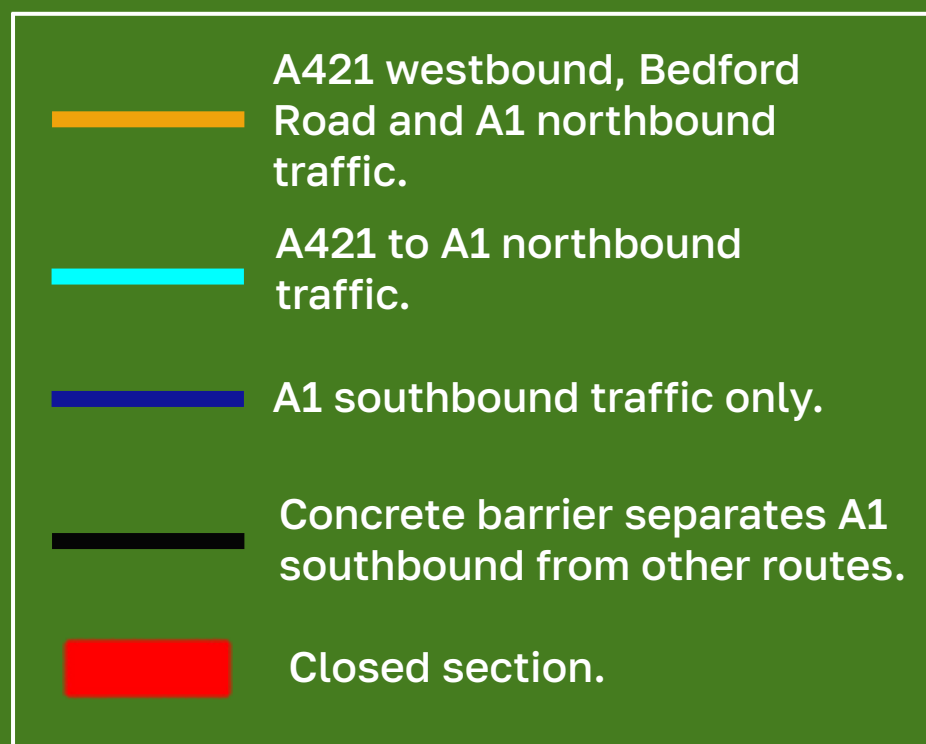 A421 westbound, Bedford
Road and A1 northbound
traffic.
A421 to A1 northbound
traffic.
A1 southbound traffic only.
Concrete barrier separates A1
southbound from other routes.
Closed section.